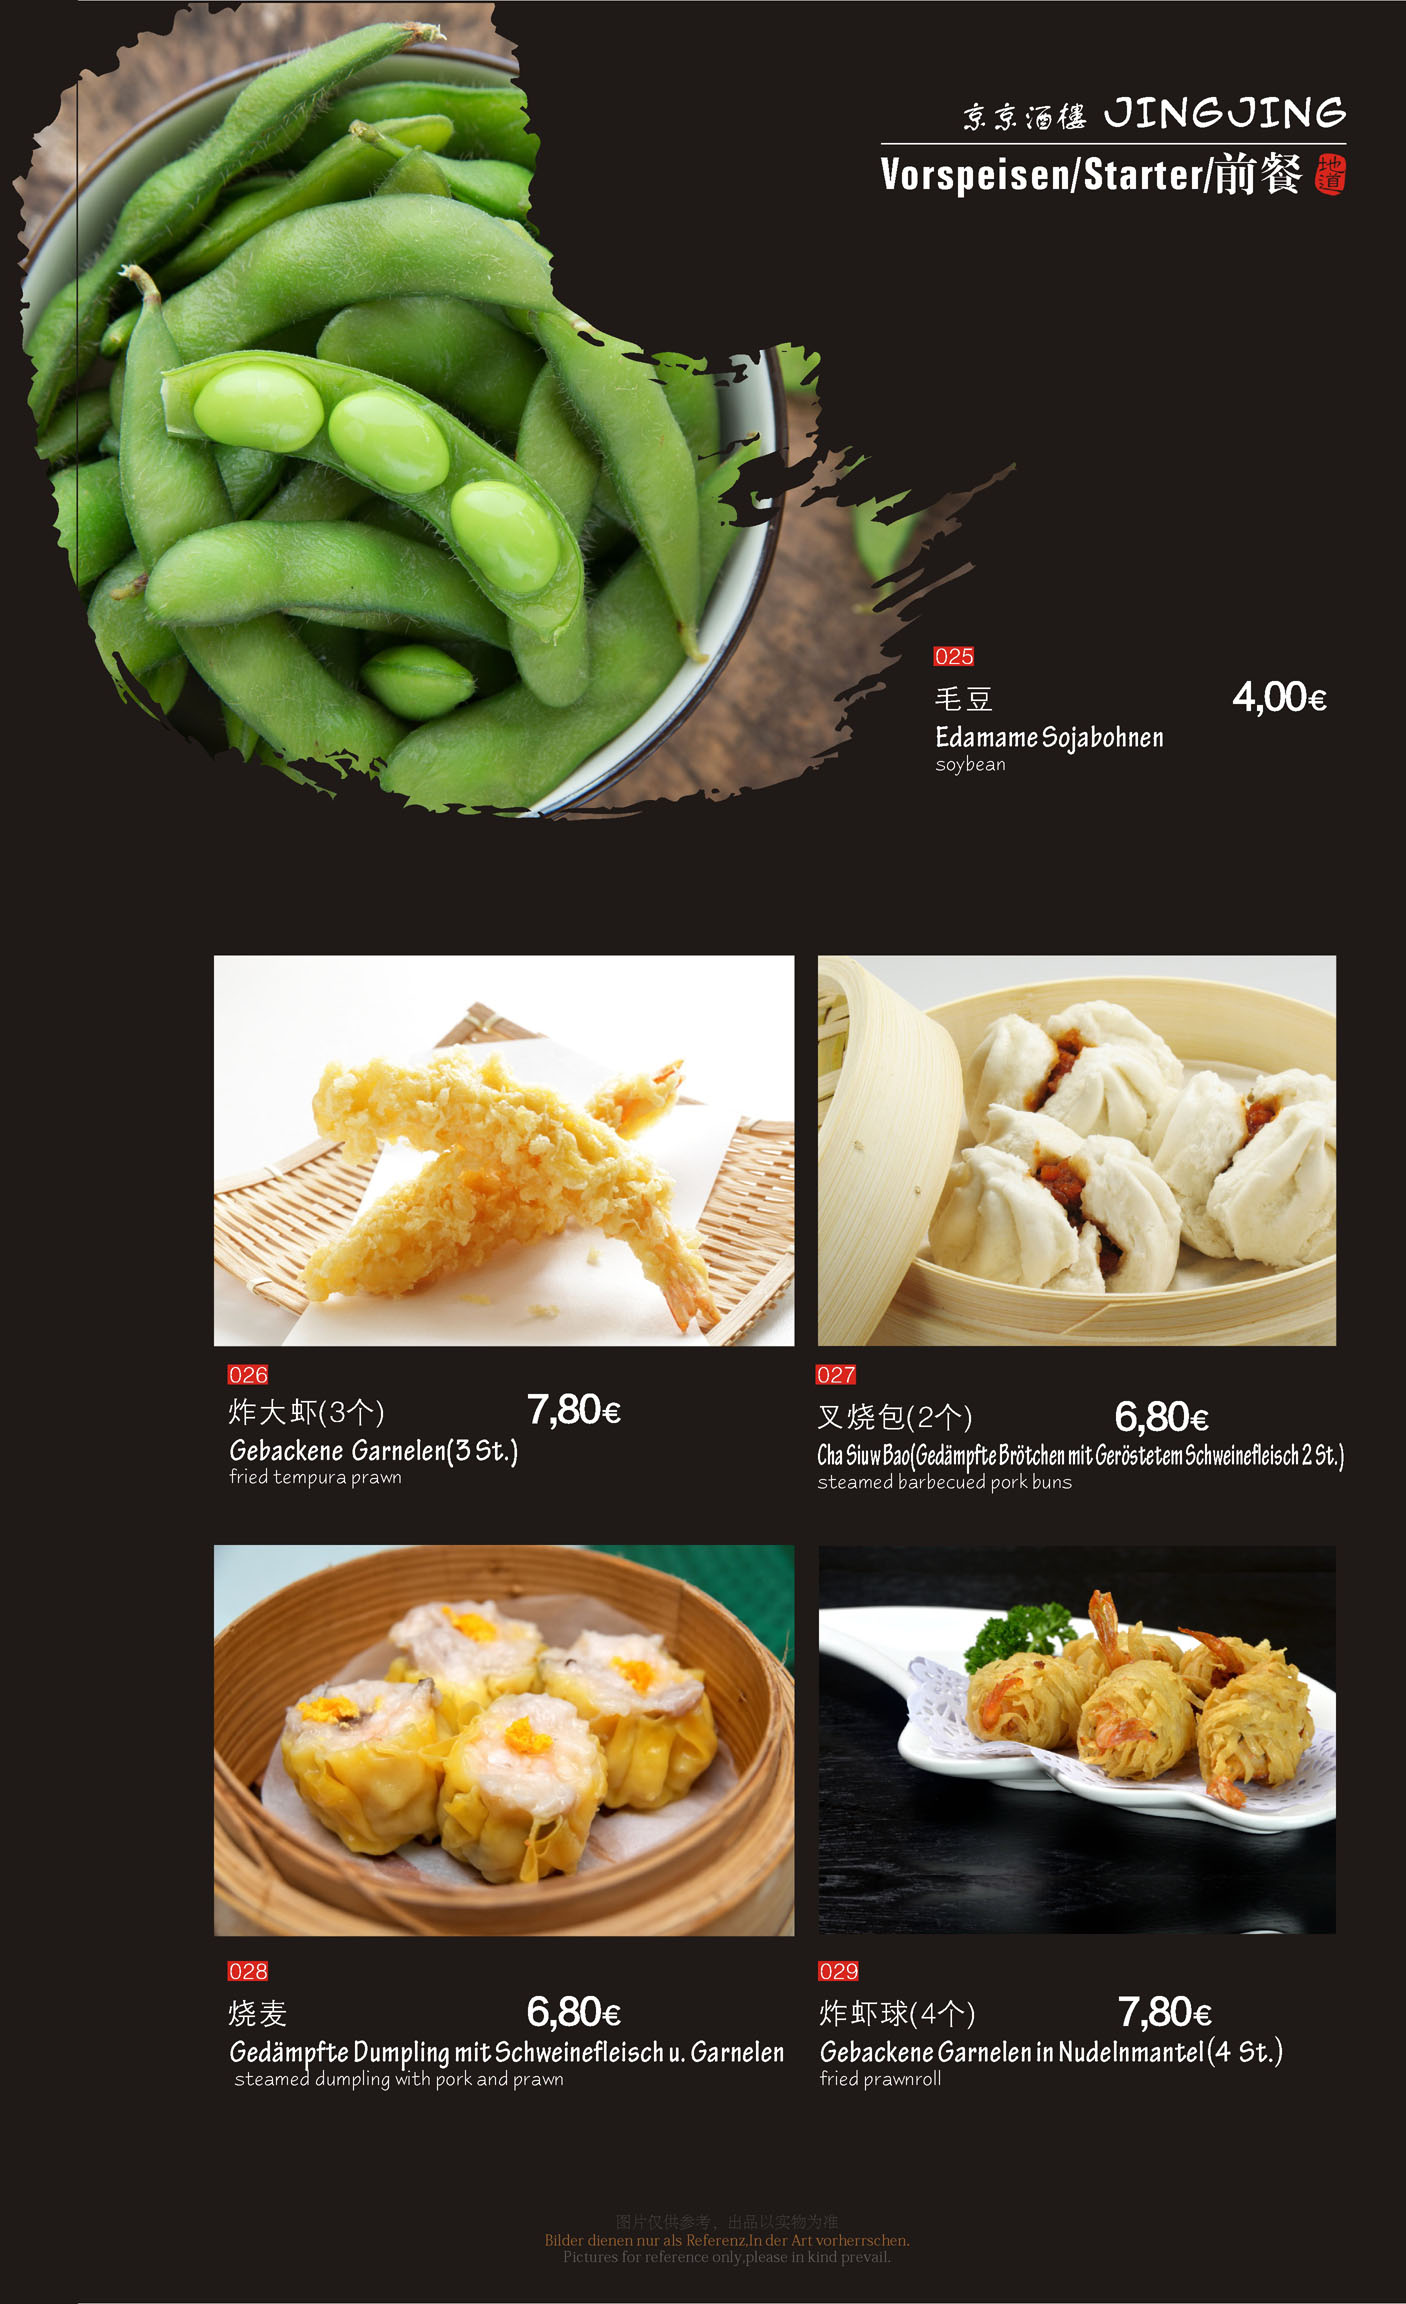 京京酒樓 JINGJING
Vorspeisen/Starter/前餐 地道
025
毛豆 4,00€
Edamame Sojabohnen
soybean
026
炸大虾(3个) 7,80€
Gebackene Garnelen(3 St.)
fried tempura prawn
027
叉烧包(2个) 6,80€
Cha Siuw Bao(Gedämpfte Brötchen mit Geröstetem Schweinefleisch 2 St.)
steamed barbecued pork buns
028
烧麦 6,80€
Gedämpfte Dumpling mit Schweinefleisch u. Garnelen
steamed dumpling with pork and prawn
029
炸虾球(4个) 7,80€
Gebackene Garnelen in Nudelnmantel (4 St.)
fried prawnroll
图片仅供参考，出品以实物为准
Bilder dienen nur als Referenz,In der Art vorherrschen.
Pictures for reference only,please in kind prevail.